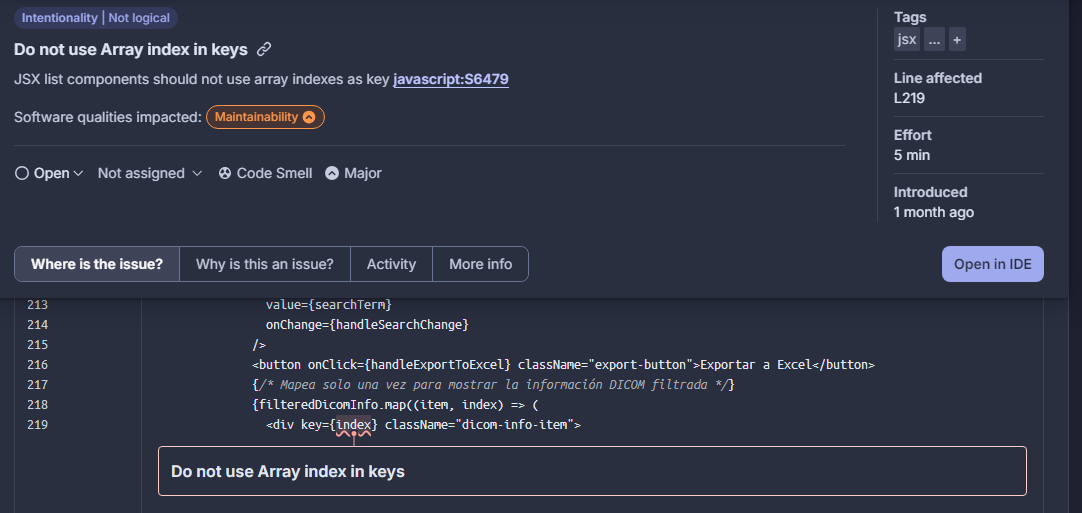 Intentionality | Not logical
Do not use Array index in keys
JSX list components should not use array indexes as key javascript:S6479
Software qualities impacted: Maintainability
Open Not assigned Code Smell Major
Tags
jsx ... +
Line affected
L219
Effort
5 min
Introduced
1 month ago
Where is the issue? Why is this an issue? Activity More info
Open in IDE
213 value={searchTerm}
214 onChange={handleSearchChange}
215 />
216 <button onClick={handleExportToExcel} className="export-button">Exportar a Excel</button>
217 {/* Mapea solo una vez para mostrar la información DICOM filtrada */}
218 {filteredDicomInfo.map((item, index) => (
219 <div key={index} className="dicom-info-item">
Do not use Array index in keys